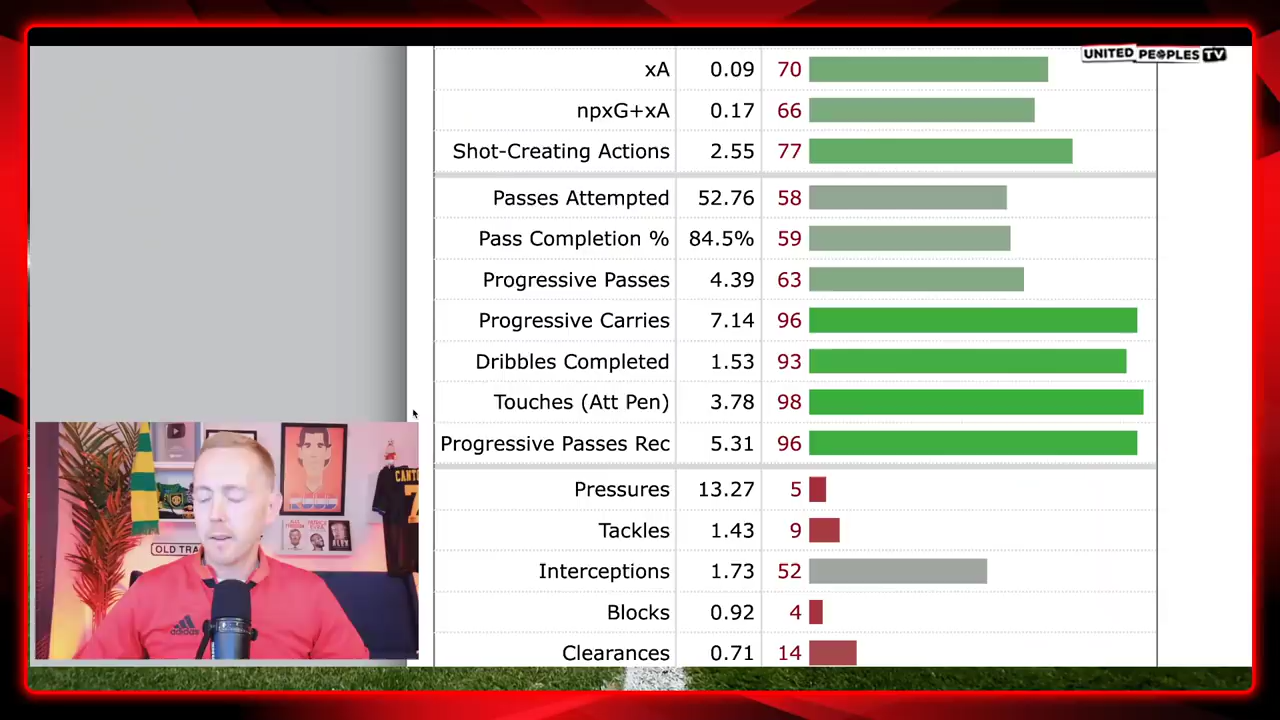 UNITED PEOPLES TV
xA 0.09 70
npxG+xA 0.17 66
Shot-Creating Actions 2.55 77
Passes Attempted 52.76 58
Pass Completion % 84.5% 59
Progressive Passes 4.39 63
Progressive Carries 7.14 96
Dribbles Completed 1.53 93
Touches (Att Pen) 3.78 98
Progressive Passes Rec 5.31 96
Pressures 13.27 5
Tackles 1.43 9
Interceptions 1.73 52
Blocks 0.92 4
Clearances 0.71 14
OLD TRA
CANTO
7